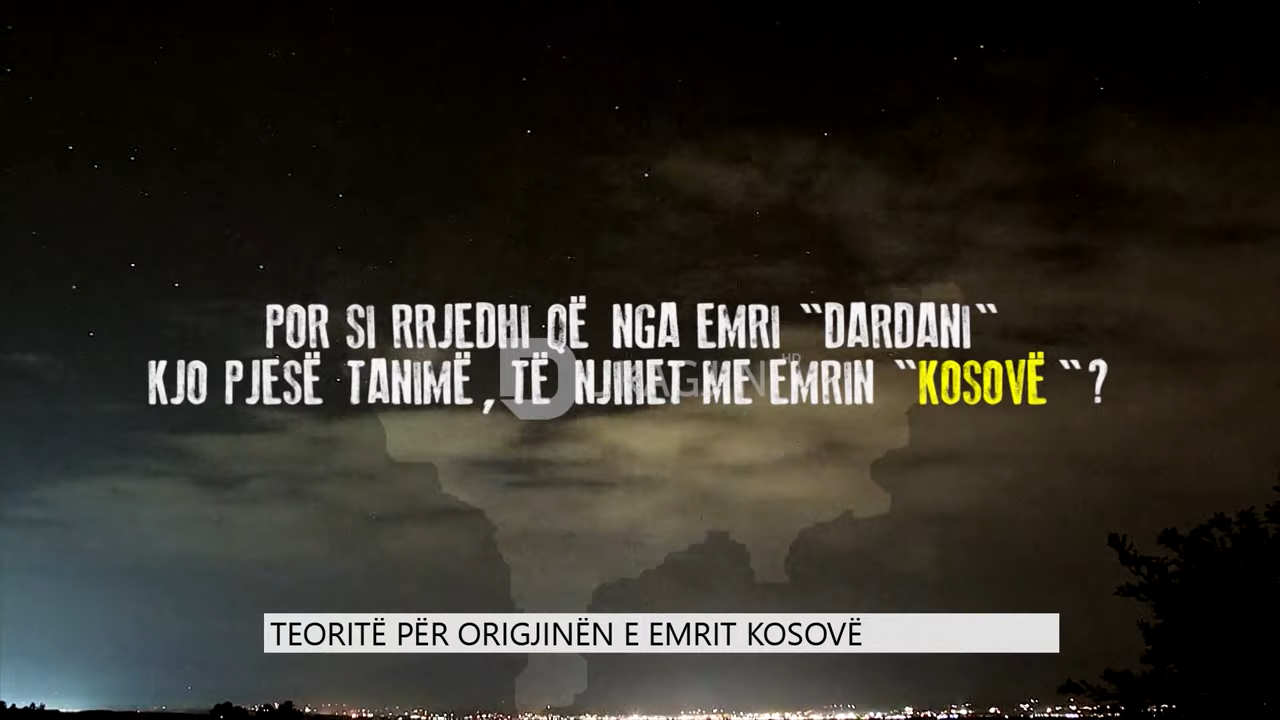 POR SI RRJEDHI QË NGA EMRI "DARDANI"
KJO PJESË TANIMË, TË NJIHET ME EMRIN "KOSOVË"?
HD
TEORITË PËR ORIGJINËN E EMRIT KOSOVË